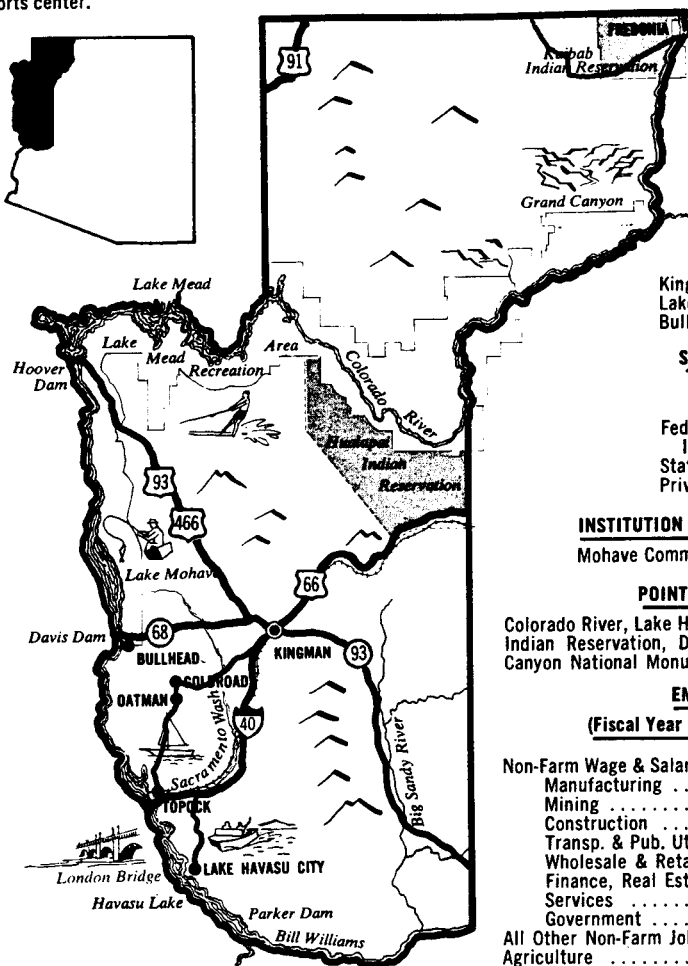 orts center.
91
FREDONIA
Kaibab
Indian Reservation
Grand Canyon
Lake Mead
Lake
Mead
Recreation
Area
Hoover
Dam
Colorado
River
Hualapai
Indian
Reservation
93
466
Lake Mohave
66
Davis Dam
68
BULLHEAD
KINGMAN
93
GOLDROAD
OATMAN
40
Sacramento Wash
Big Sandy River
TOPOCK
London Bridge
LAKE HAVASU CITY
Havasu Lake
Parker Dam
Bill Williams
King
Lake
Bull
S
Fed
I
Stat
Priv
INSTITUTION
Mohave Comm
POINT
Colorado River, Lake H
Indian Reservation, D
Canyon National Monu
EM
(Fiscal Year
Non-Farm Wage & Salar
Manufacturing ..
Mining ........
Construction ...
Transp. & Pub. Ut
Wholesale & Reta
Finance, Real Est
Services ......
Government ....
All Other Non-Farm Jol
Agriculture ........